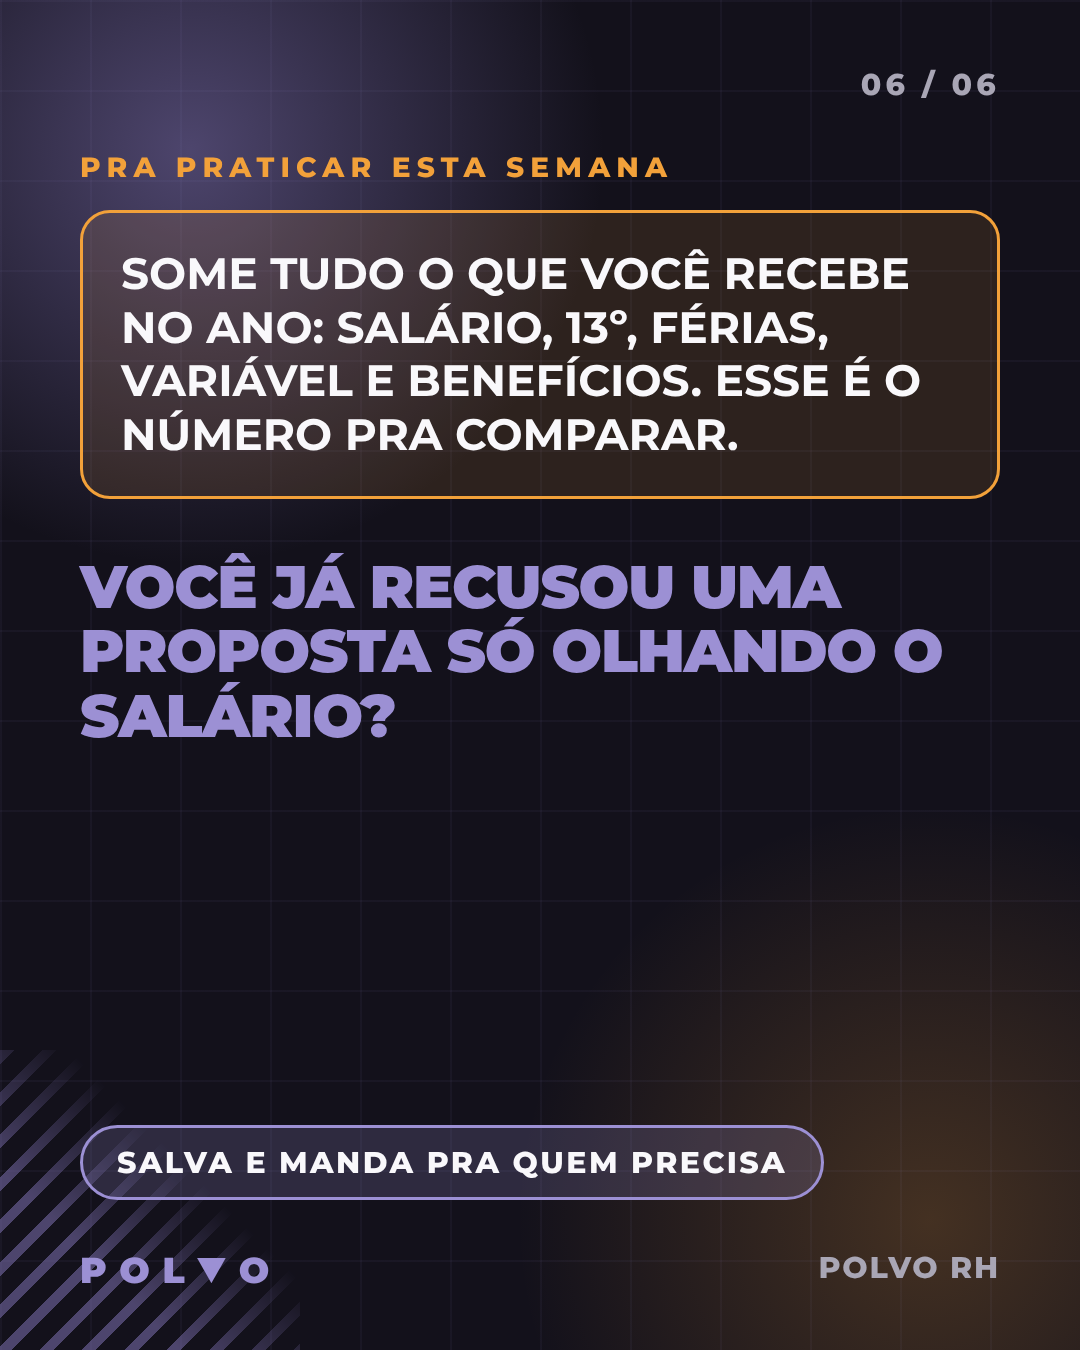 06 / 06
PRA PRATICAR ESTA SEMANA
SOME TUDO O QUE VOCÊ RECEBE
NO ANO: SALÁRIO, 13º, FÉRIAS,
VARIÁVEL E BENEFÍCIOS. ESSE É O
NÚMERO PRA COMPARAR.
VOCÊ JÁ RECUSOU UMA
PROPOSTA SÓ OLHANDO O
SALÁRIO?
SALVA E MANDA PRA QUEM PRECISA
POL▼O
POLVO RH